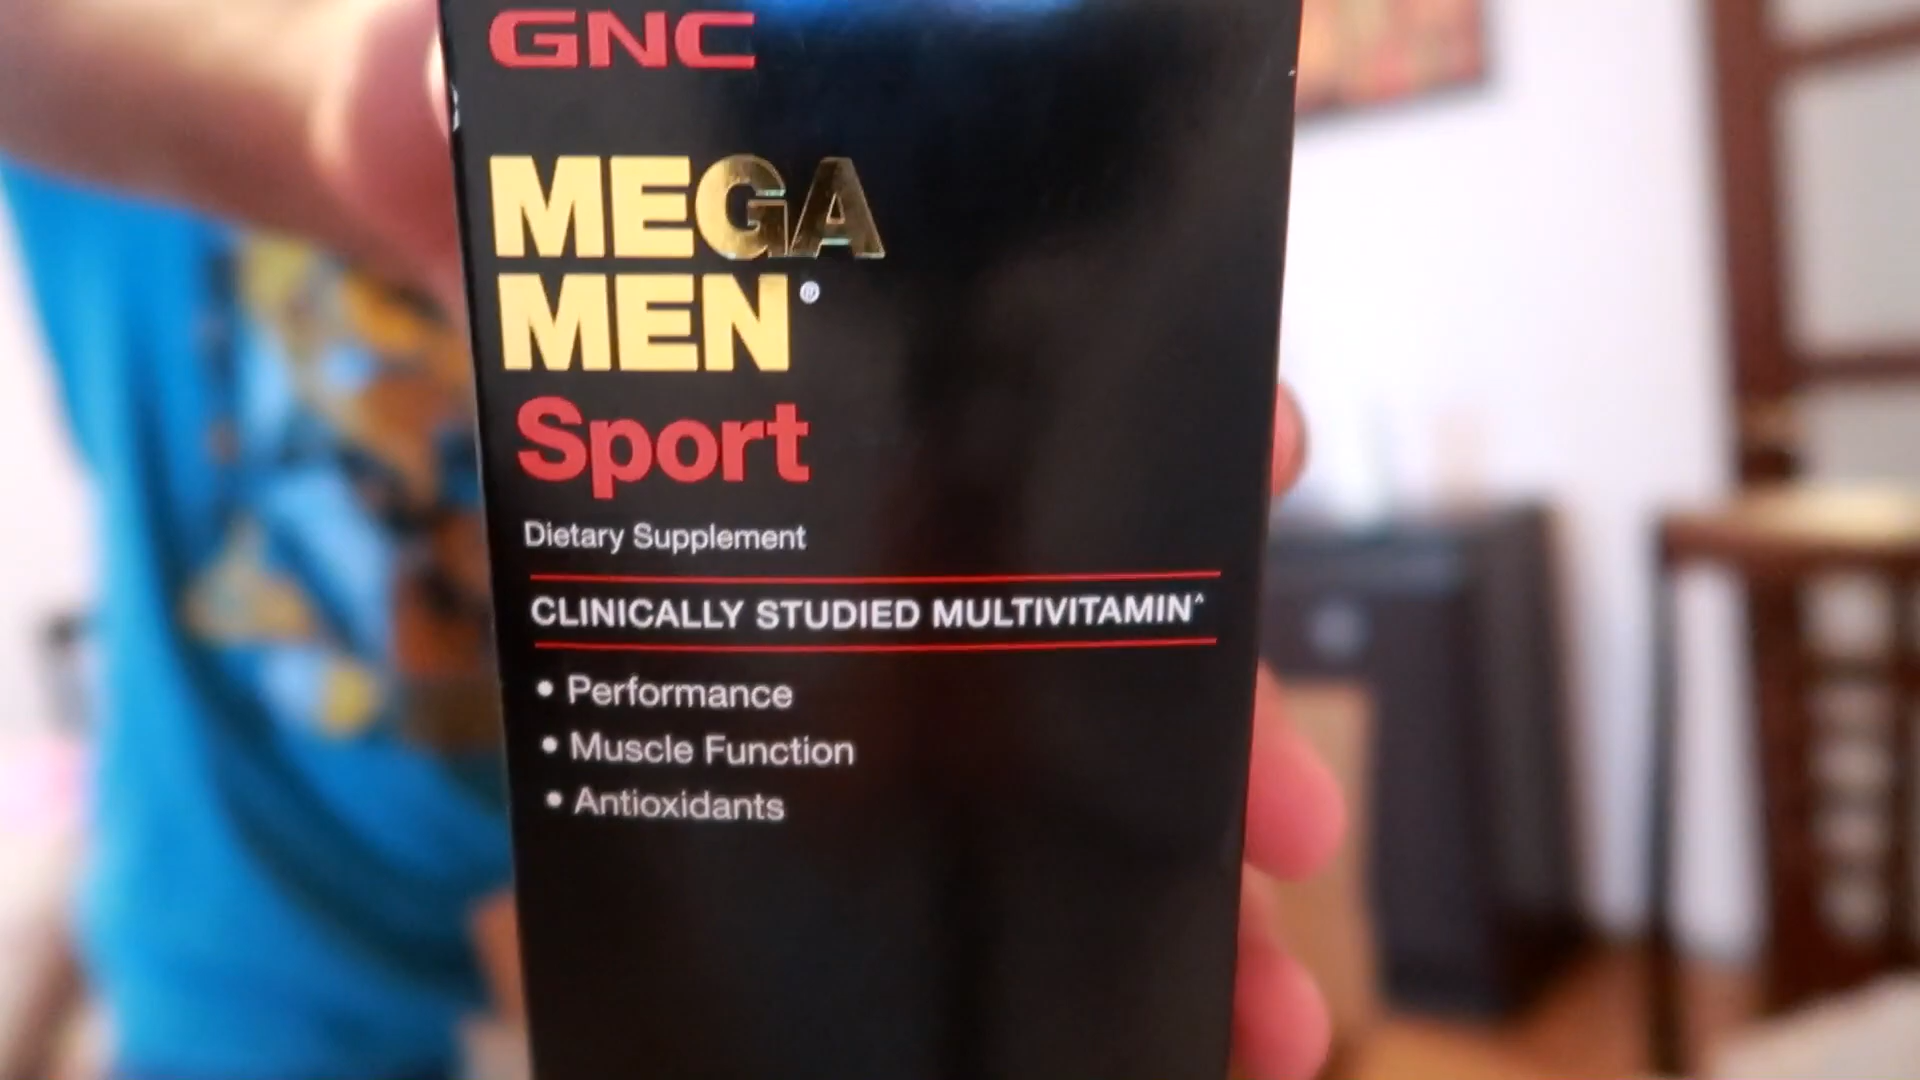 GNC
MEGA
MEN®
Sport
Dietary Supplement
CLINICALLY STUDIED MULTIVITAMIN^
• Performance
• Muscle Function
• Antioxidants